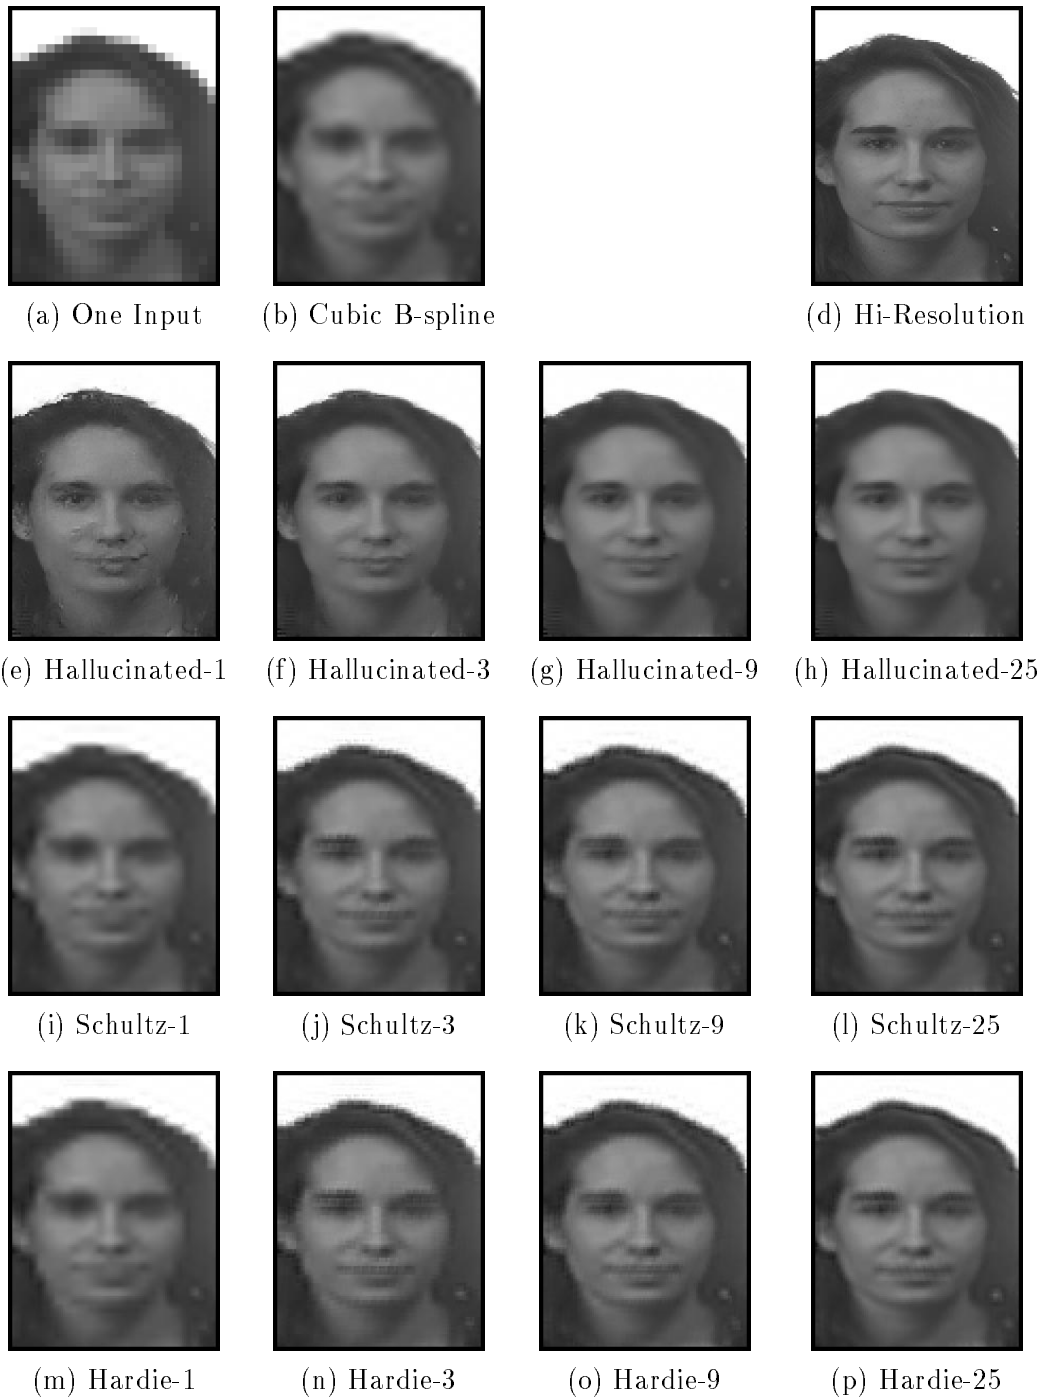 (a) One Input
(b) Cubic B-spline
(d) Hi-Resolution
(e) Hallucinated-1
(f) Hallucinated-3
(g) Hallucinated-9
(h) Hallucinated-25
(i) Schultz-1
(j) Schultz-3
(k) Schultz-9
(l) Schultz-25
(m) Hardie-1
(n) Hardie-3
(o) Hardie-9
(p) Hardie-25